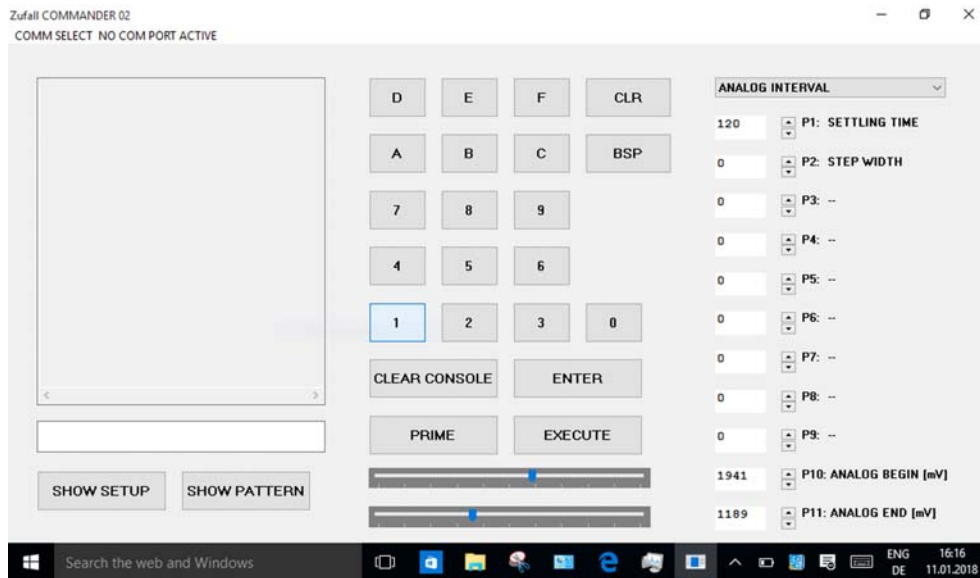 Zufall COMMANDER 02
COMM SELECT NO COM PORT ACTIVE
D E F CLR
A B C BSP
7 8 9
4 5 6
1 2 3 0
CLEAR CONSOLE ENTER
PRIME EXECUTE
SHOW SETUP SHOW PATTERN
ANALOG INTERVAL
120 P1: SETTLING TIME
0 P2: STEP WIDTH
0 P3: --
0 P4: --
0 P5: --
0 P6: --
0 P7: --
0 P8: --
0 P9: --
1941 P10: ANALOG BEGIN [mV]
1189 P11: ANALOG END [mV]
Search the web and Windows
ENG 16:16
DE 11.01.2018